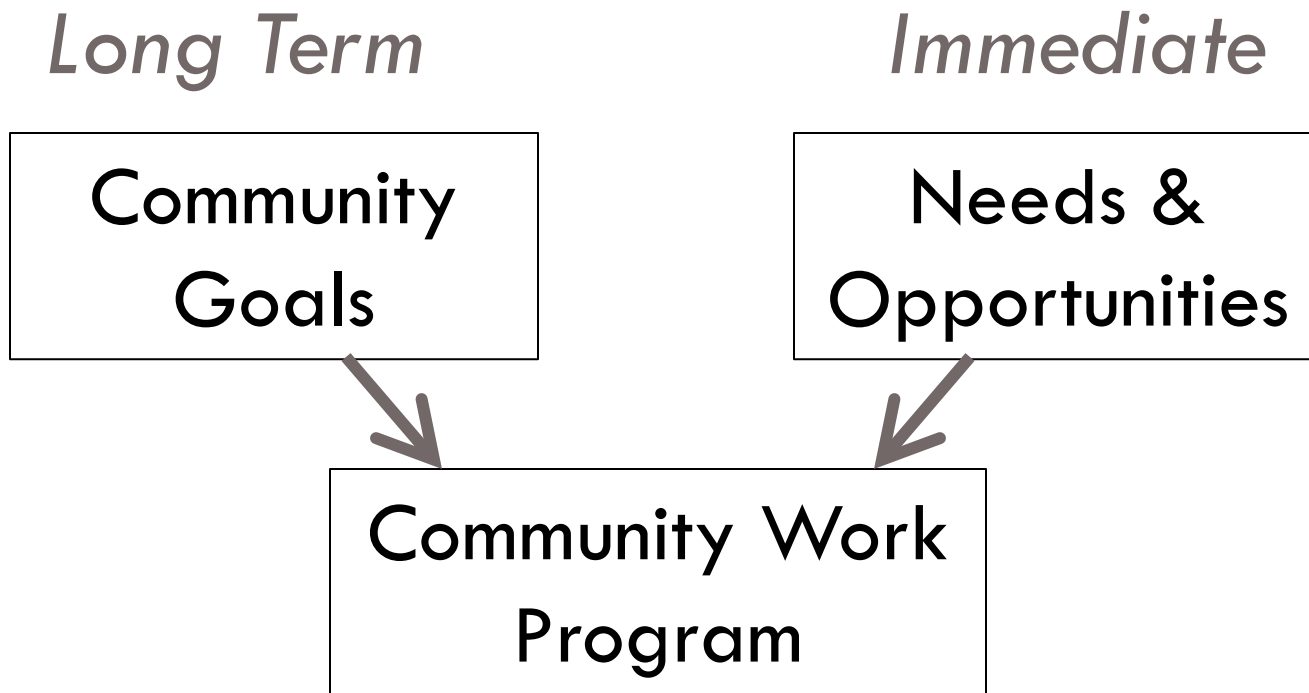 Long Term
Immediate
Community
Goals
Needs &
Opportunities
Community Work
Program